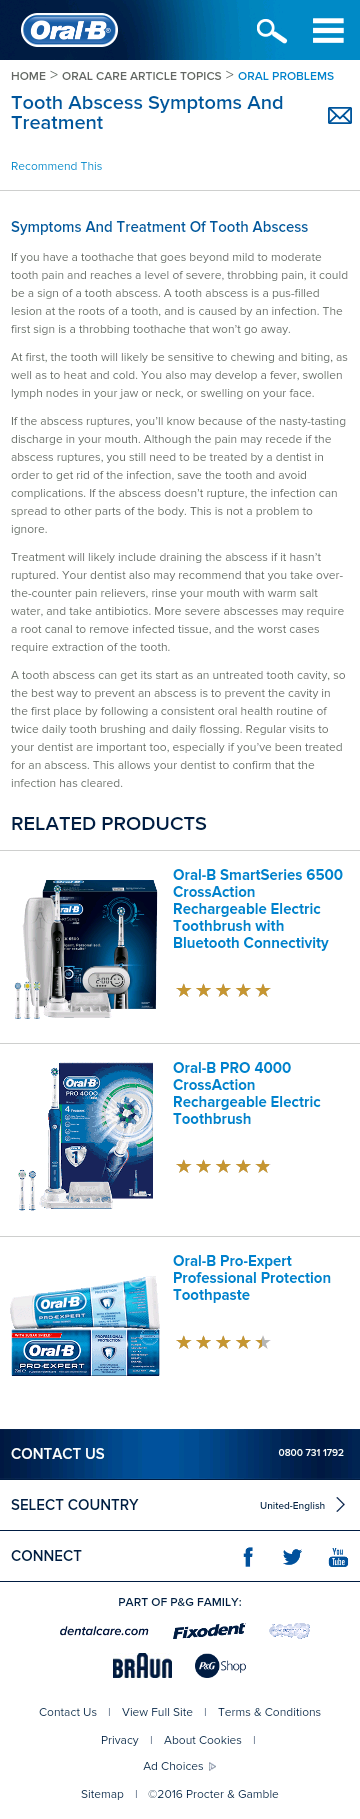 Oral-B
HOME > ORAL CARE ARTICLE TOPICS > ORAL PROBLEMS
Tooth Abscess Symptoms And
Treatment
Recommend This
Symptoms And Treatment Of Tooth Abscess
If you have a toothache that goes beyond mild to moderate
tooth pain and reaches a level of severe, throbbing pain, it could
be a sign of a tooth abscess. A tooth abscess is a pus-filled
lesion at the roots of a tooth, and is caused by an infection. The
first sign is a throbbing toothache that won't go away.
At first, the tooth will likely be sensitive to chewing and biting, as
well as to heat and cold. You also may develop a fever, swollen
lymph nodes in your jaw or neck, or swelling on your face.
If the abscess ruptures, you'll know because of the nasty-tasting
discharge in your mouth. Although the pain may recede if the
abscess ruptures, you still need to be treated by a dentist in
order to get rid of the infection, save the tooth and avoid
complications. If the abscess doesn't rupture, the infection can
spread to other parts of the body. This is not a problem to
ignore.
Treatment will likely include draining the abscess if it hasn't
ruptured. Your dentist also may recommend that you take over-
the-counter pain relievers, rinse your mouth with warm salt
water, and take antibiotics. More severe abscesses may require
a root canal to remove infected tissue, and the worst cases
require extraction of the tooth.
A tooth abscess can get its start as an untreated tooth cavity, so
the best way to prevent an abscess is to prevent the cavity in
the first place by following a consistent oral health routine of
twice daily tooth brushing and daily flossing. Regular visits to
your dentist are important too, especially if you've been treated
for an abscess. This allows your dentist to confirm that the
infection has cleared.
RELATED PRODUCTS
Oral-B
Oral-B SmartSeries 6500
CrossAction
Rechargeable Electric
Toothbrush with
Bluetooth Connectivity
Oral-B
PRO 4000
Oral-B PRO 4000
CrossAction
Rechargeable Electric
Toothbrush
Oral-B
PRO-EXPERT
Oral-B
PRO-EXPERT
PROFESSIONAL
PROTECTION
Oral-B Pro-Expert
Professional Protection
Toothpaste
CONTACT US 0800 731 1792
SELECT COUNTRY United-English
CONNECT
You
Tube
PART OF P&G FAMILY:
dentalcare.com Fixodent
BRAUN P&G Shop
Contact Us | View Full Site | Terms & Conditions
Privacy | About Cookies |
Ad Choices
Sitemap | ©2016 Procter & Gamble